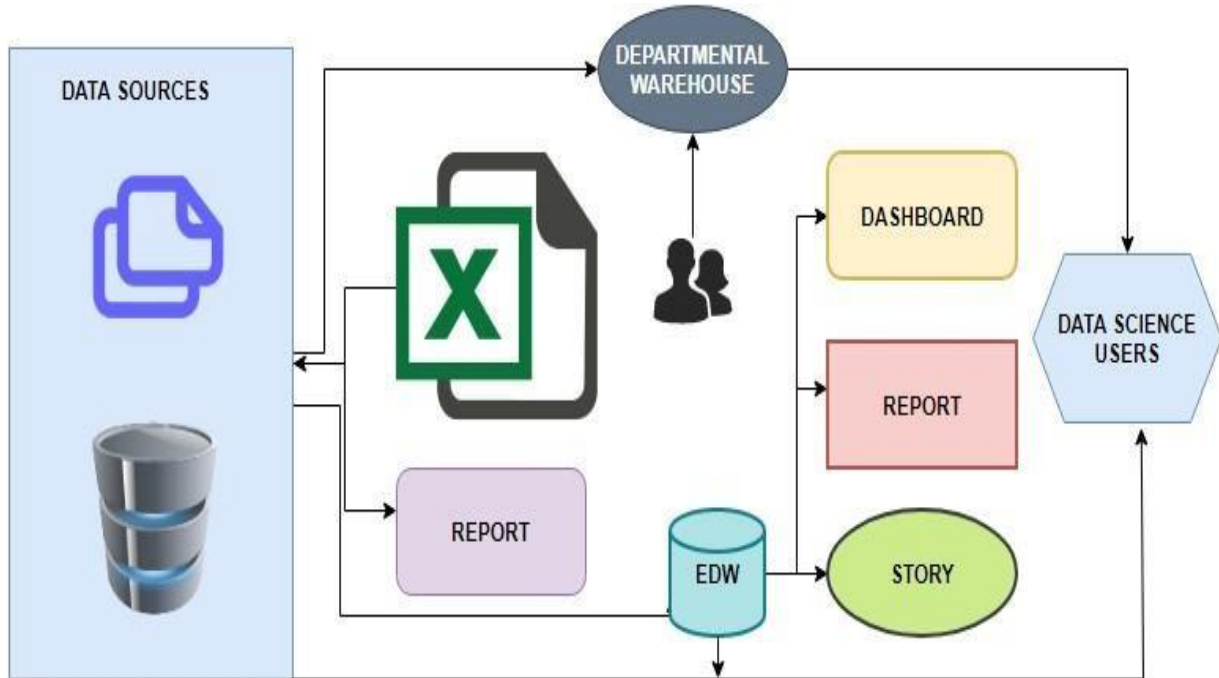 DATA SOURCES
DEPARTMENTAL
WAREHOUSE
X
DASHBOARD
DATA SCIENCE
USERS
REPORT
REPORT
EDW
STORY